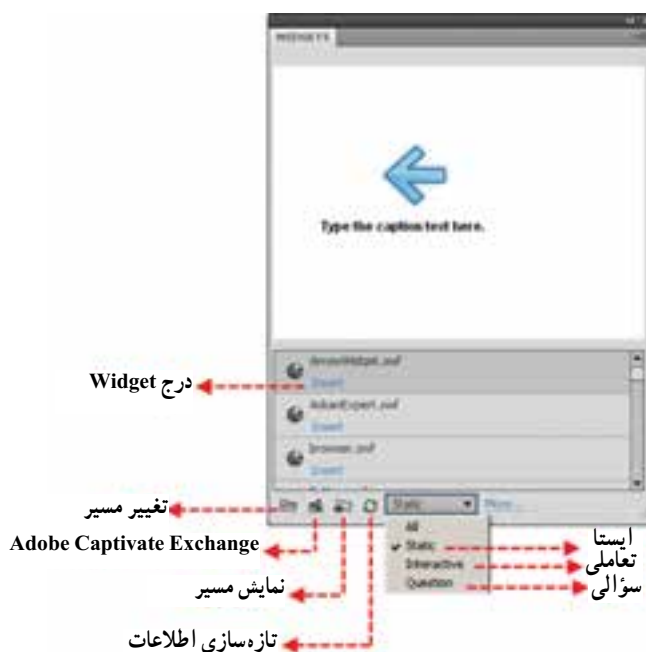 WIDGETS
Type the caption text here.
ArrowWidget.swf
Insert
درج Widget
AskanExpert.swf
Insert
browser.swf
Insert
Static
More...
تغییر مسیر
Adobe Captivate Exchange
نمایش مسیر
تازه‌سازی اطلاعات
All
Static
ایستا
Interactive
تعاملی
Question
سؤالی